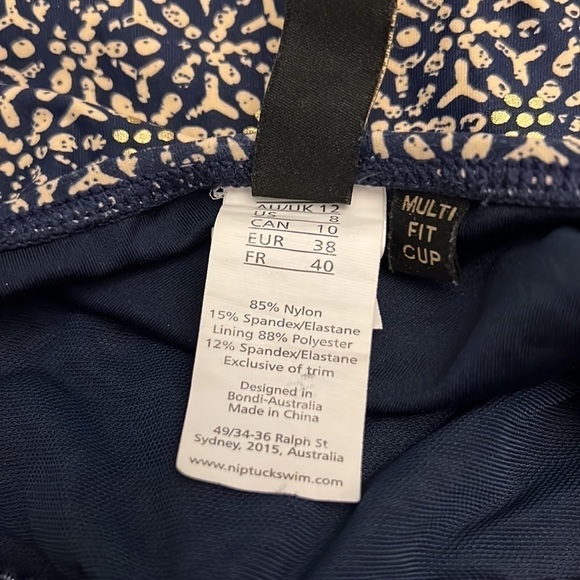 AU/UK 12
US 8
CAN 10
EUR 38
FR 40
85% Nylon
15% Spandex/Elastane
Lining 88% Polyester
12% Spandex/Elastane
Exclusive of trim
Designed in
Bondi-Australia
Made in China
49/34-36 Ralph St
Sydney, 2015, Australia
www.niptuckswim.com
MULTI
FIT
CUP